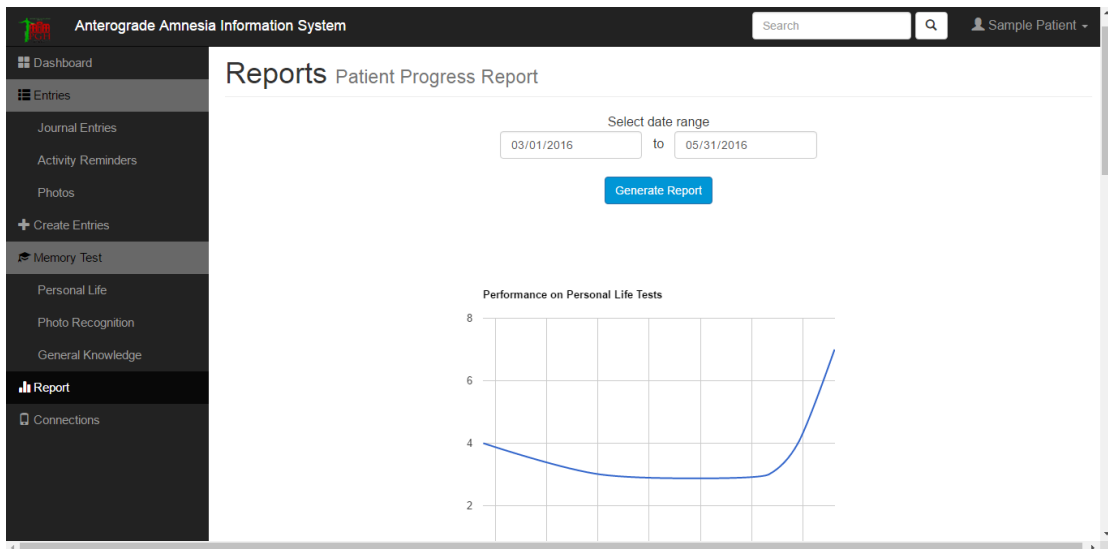 Anterograde Amnesia Information System
Search
Sample Patient
Dashboard
Entries
Journal Entries
Activity Reminders
Photos
Create Entries
Memory Test
Personal Life
Photo Recognition
General Knowledge
Report
Connections
Reports Patient Progress Report
Select date range
03/01/2016 to 05/31/2016
Generate Report
Performance on Personal Life Tests
8
6
4
2